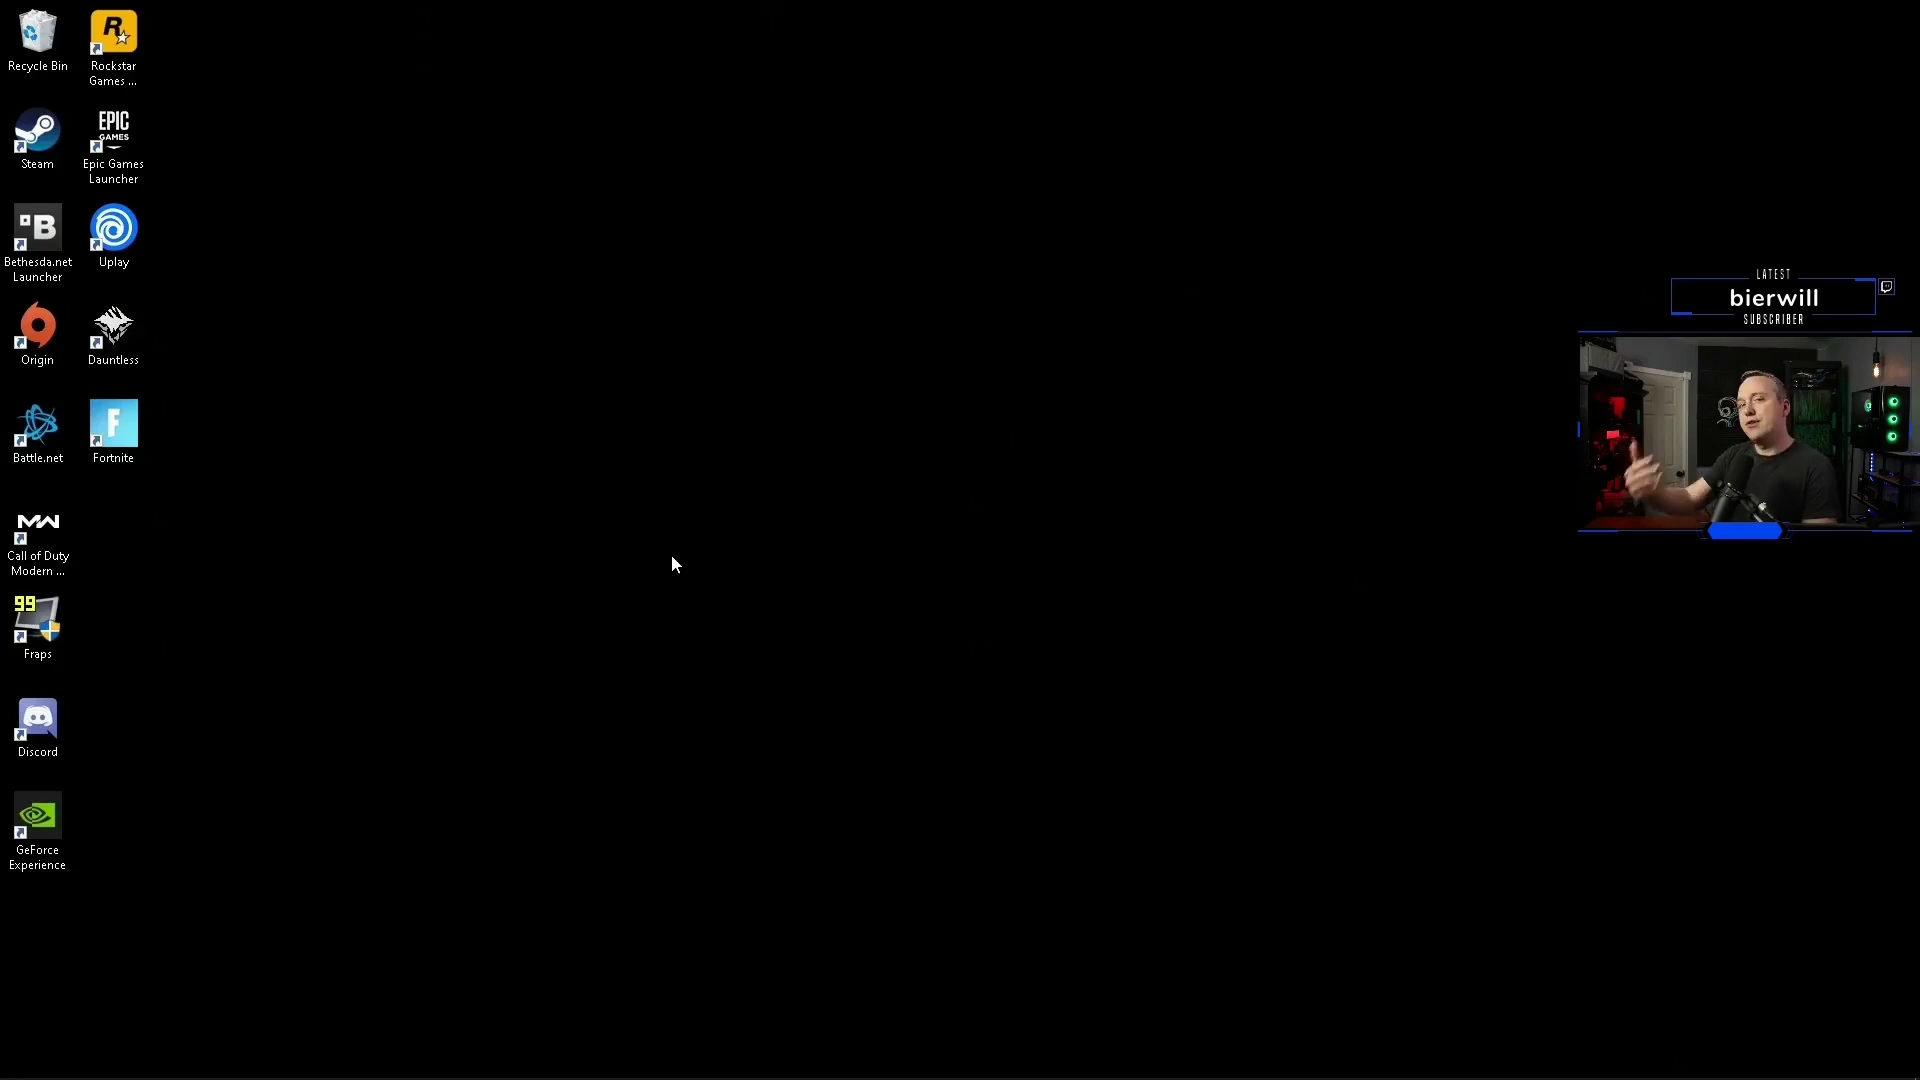 Recycle Bin
Rockstar
Games ...
Steam
EPIC
GAMES
Epic Games
Launcher
B
Bethesda.net
Launcher
Uplay
Origin
Dauntless
Battle.net
F
Fortnite
MW
Call of Duty
Modern ...
99
Fraps
Discord
GeForce
Experience
LATEST
bierwill
SUBSCRIBER